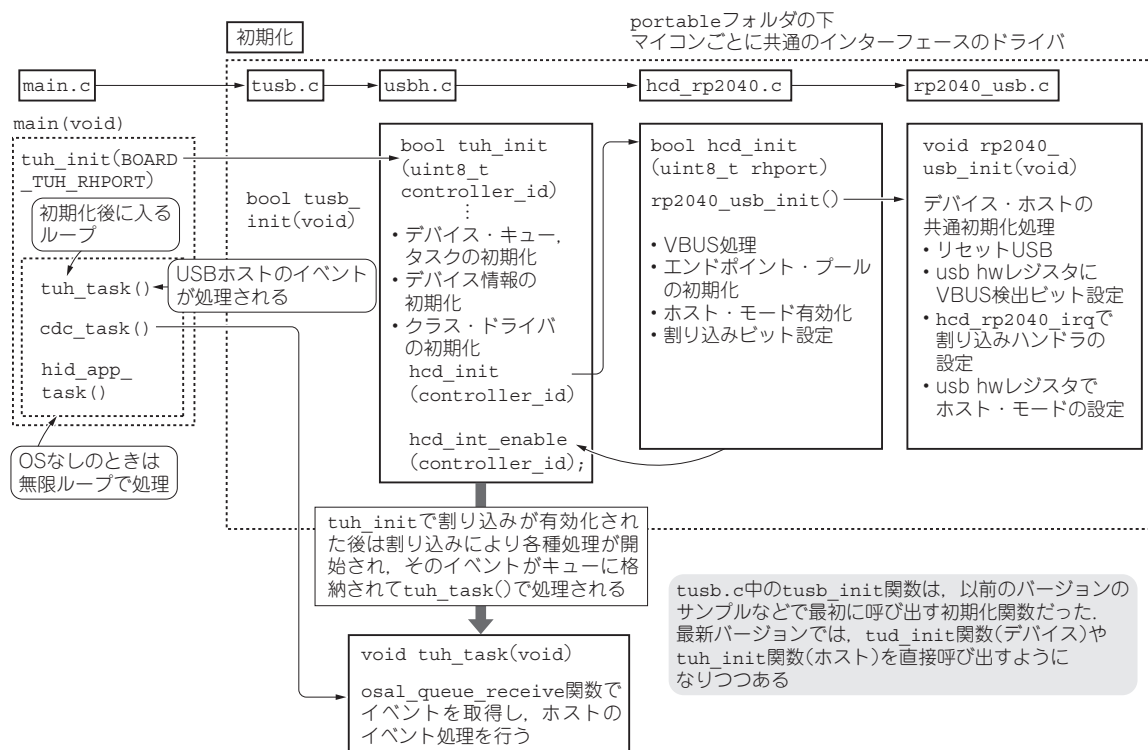 初期化
portableフォルダの下
マイコンごとに共通のインターフェースのドライバ
main.c
tusb.c
usbh.c
hcd_rp2040.c
rp2040_usb.c
main(void)
tuh_init(BOARD
_TUH_RHPORT)
初期化後に入る
ループ
tuh_task()
cdc_task()
hid_app_
task()
OSなしのときは
無限ループで処理
USBホストのイベント
が処理される
bool tusb_
init(void)
bool tuh_init
(uint8_t
controller_id)
⋮
・デバイス・キュー，
タスクの初期化
・デバイス情報の
初期化
・クラス・ドライバ
の初期化
hcd_init
(controller_id)
hcd_int_enable
(controller_id);
bool hcd_init
(uint8_t rhport)
rp2040_usb_init()
・VBUS処理
・エンドポイント・プール
の初期化
・ホスト・モード有効化
・割り込みビット設定
void rp2040_
usb_init(void)
デバイス・ホストの
共通初期化処理
・リセットUSB
・usb hwレジスタに
VBUS検出ビット設定
・hcd_rp2040_irqで
割り込みハンドラの
設定
・usb hwレジスタで
ホスト・モードの設定
tuh_initで割り込みが有効化され
た後は割り込みにより各種処理が開
始され，そのイベントがキューに格
納されてtuh_task()で処理される
void tuh_task(void)
osal_queue_receive関数で
イベントを取得し，ホストの
イベント処理を行う
tusb.c中のtusb_init関数は，以前のバージョンの
サンプルなどで最初に呼び出す初期化関数だった．
最新バージョンでは，tud_init関数(デバイス)や
tuh_init関数(ホスト)を直接呼び出すように
なりつつある